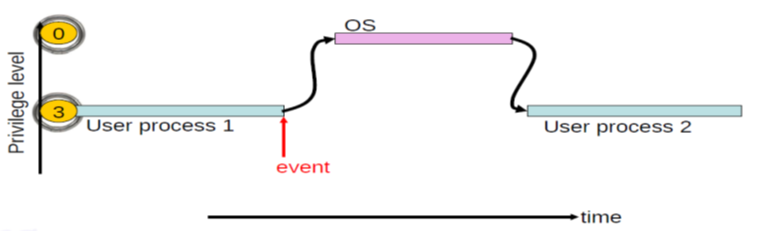 OS
0
Privilege level
3
User process 1
User process 2
event
time